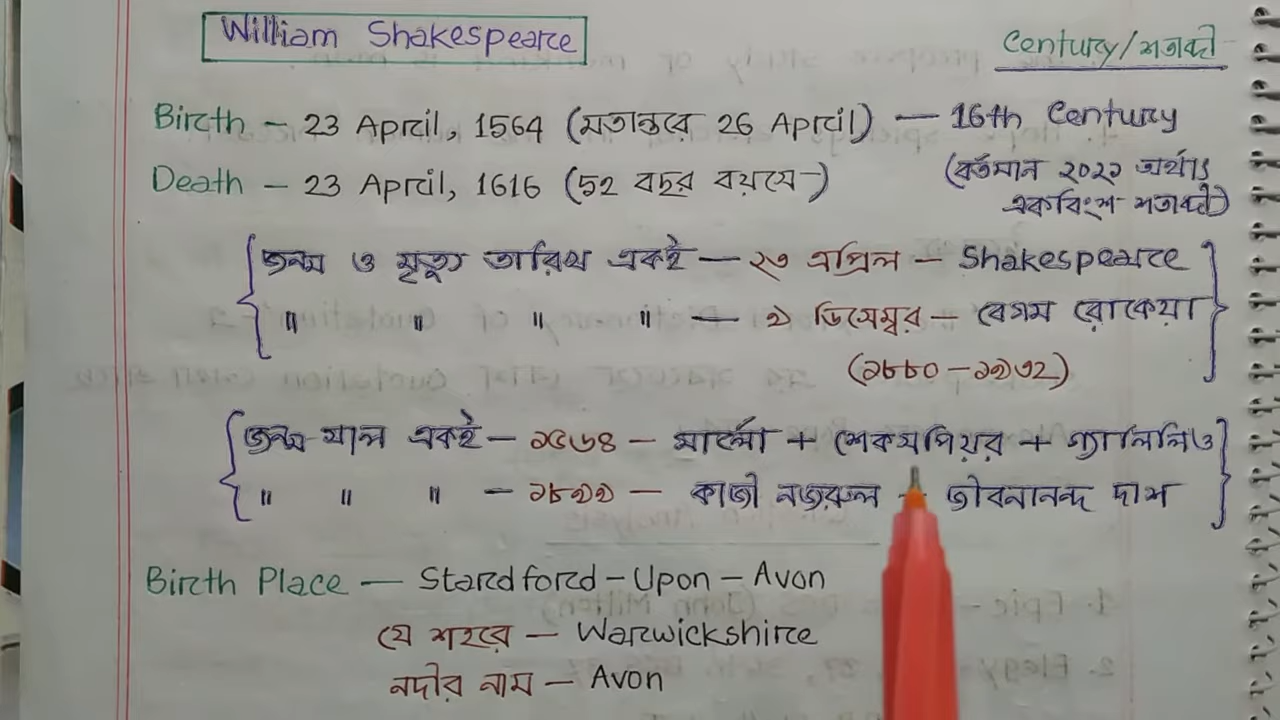 William Shakespeare
Century/শতাব্দী
Birth - 23 April, 1564 (মতান্তরে 26 April) — 16th Century
Death - 23 April, 1616 (52 বছর বয়সে)
(বর্তমান ২০২১ অর্থাৎ
একবিংশ শতাব্দী)
জন্ম ও মৃত্যু তারিখ একই — ২৩ এপ্রিল - Shakespeare
" " " " — ৯ ডিসেম্বর - বেগম রোকেয়া
(১৮৮০ - ১৯৩২)
জন্ম সাল একই - ১৫৬৪ - মার্লো + শেকসপিয়র + গ্যালিলিও
" " " - ১৮৯৯ - কাজী নজরুল + জীবনানন্দ দাশ
Birth Place — Stardford-Upon-Avon
যে শহরে - Warwickshire
নদীর নাম - Avon